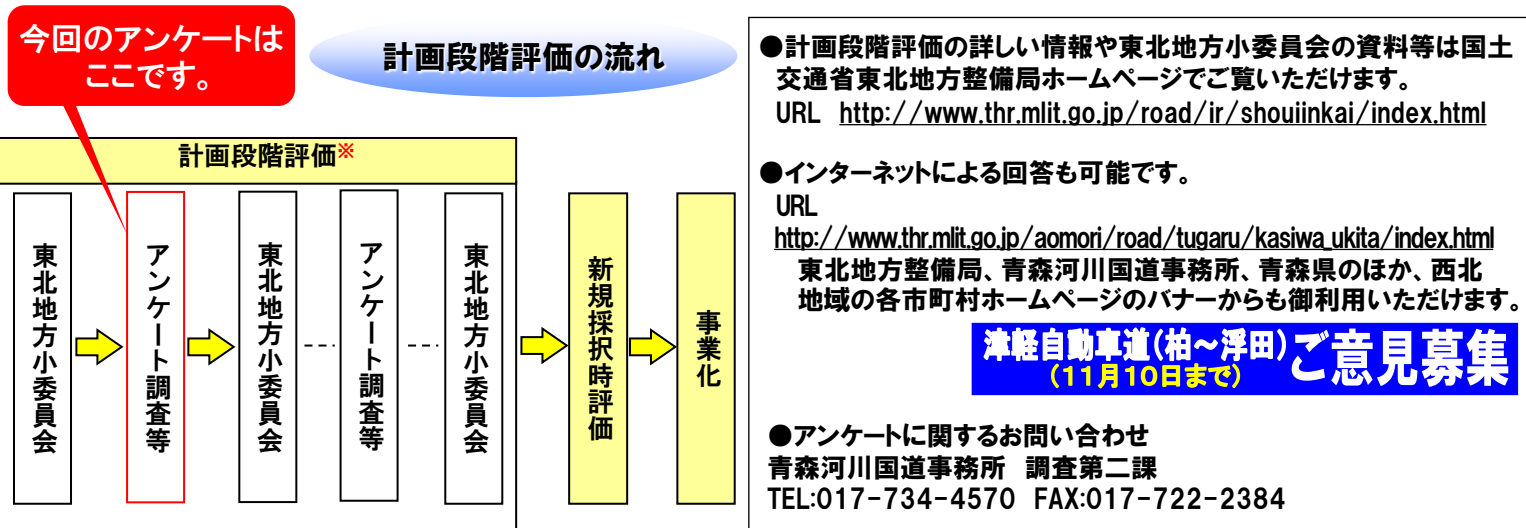 今回のアンケートは
ここです。
計画段階評価の流れ
計画段階評価※
東北地方小委員会
アンケート調査等
東北地方小委員会
アンケート調査等
東北地方小委員会
新規採択時評価
事業化
●計画段階評価の詳しい情報や東北地方小委員会の資料等は国土
交通省東北地方整備局ホームページでご覧いただけます。
URL http://www.thr.mlit.go.jp/road/ir/shouiinkai/index.html
●インターネットによる回答も可能です。
URL
http://www.thr.mlit.go.jp/aomori/road/tugaru/kasiwa_ukita/index.html
東北地方整備局、青森河川国道事務所、青森県のほか、西北
地域の各市町村ホームページのバナーからも御利用いただけます。
津軽自動車道(柏~浮田)
(11月10日まで)
ご意見募集
●アンケートに関するお問い合わせ
青森河川国道事務所 調査第二課
TEL:017-734-4570 FAX:017-722-2384